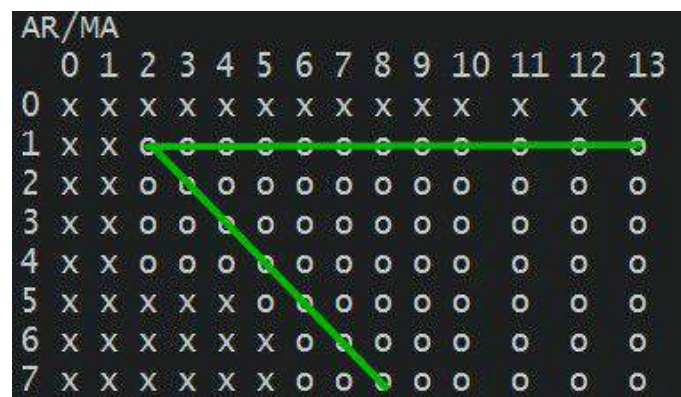 AR/MA
0 1 2 3 4 5 6 7 8 9 10 11 12 13
0 x x x x x x x x x x x x x x
1 x x o o o o o o o o o o o o
2 x x o o o o o o o o o o o o
3 x x o o o o o o o o o o o o
4 x x o o o o o o o o o o o o
5 x x x x x o o o o o o o o o
6 x x x x x x o o o o o o o o
7 x x x x x x o o o o o o o o